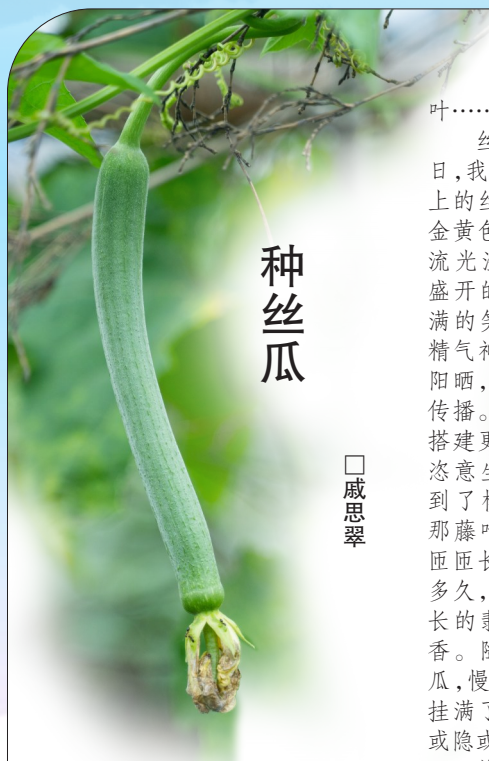 种丝瓜
□戚思翠
叶……
丝
日，我
上的丝
金黄色
流光
盛开的
满的笑
精气神
阳晒，
传播。
搭建更
恣意生
到了
那藤
匝匝长
多久，
长的
香。
瓜，慢
挂满了
或隐或